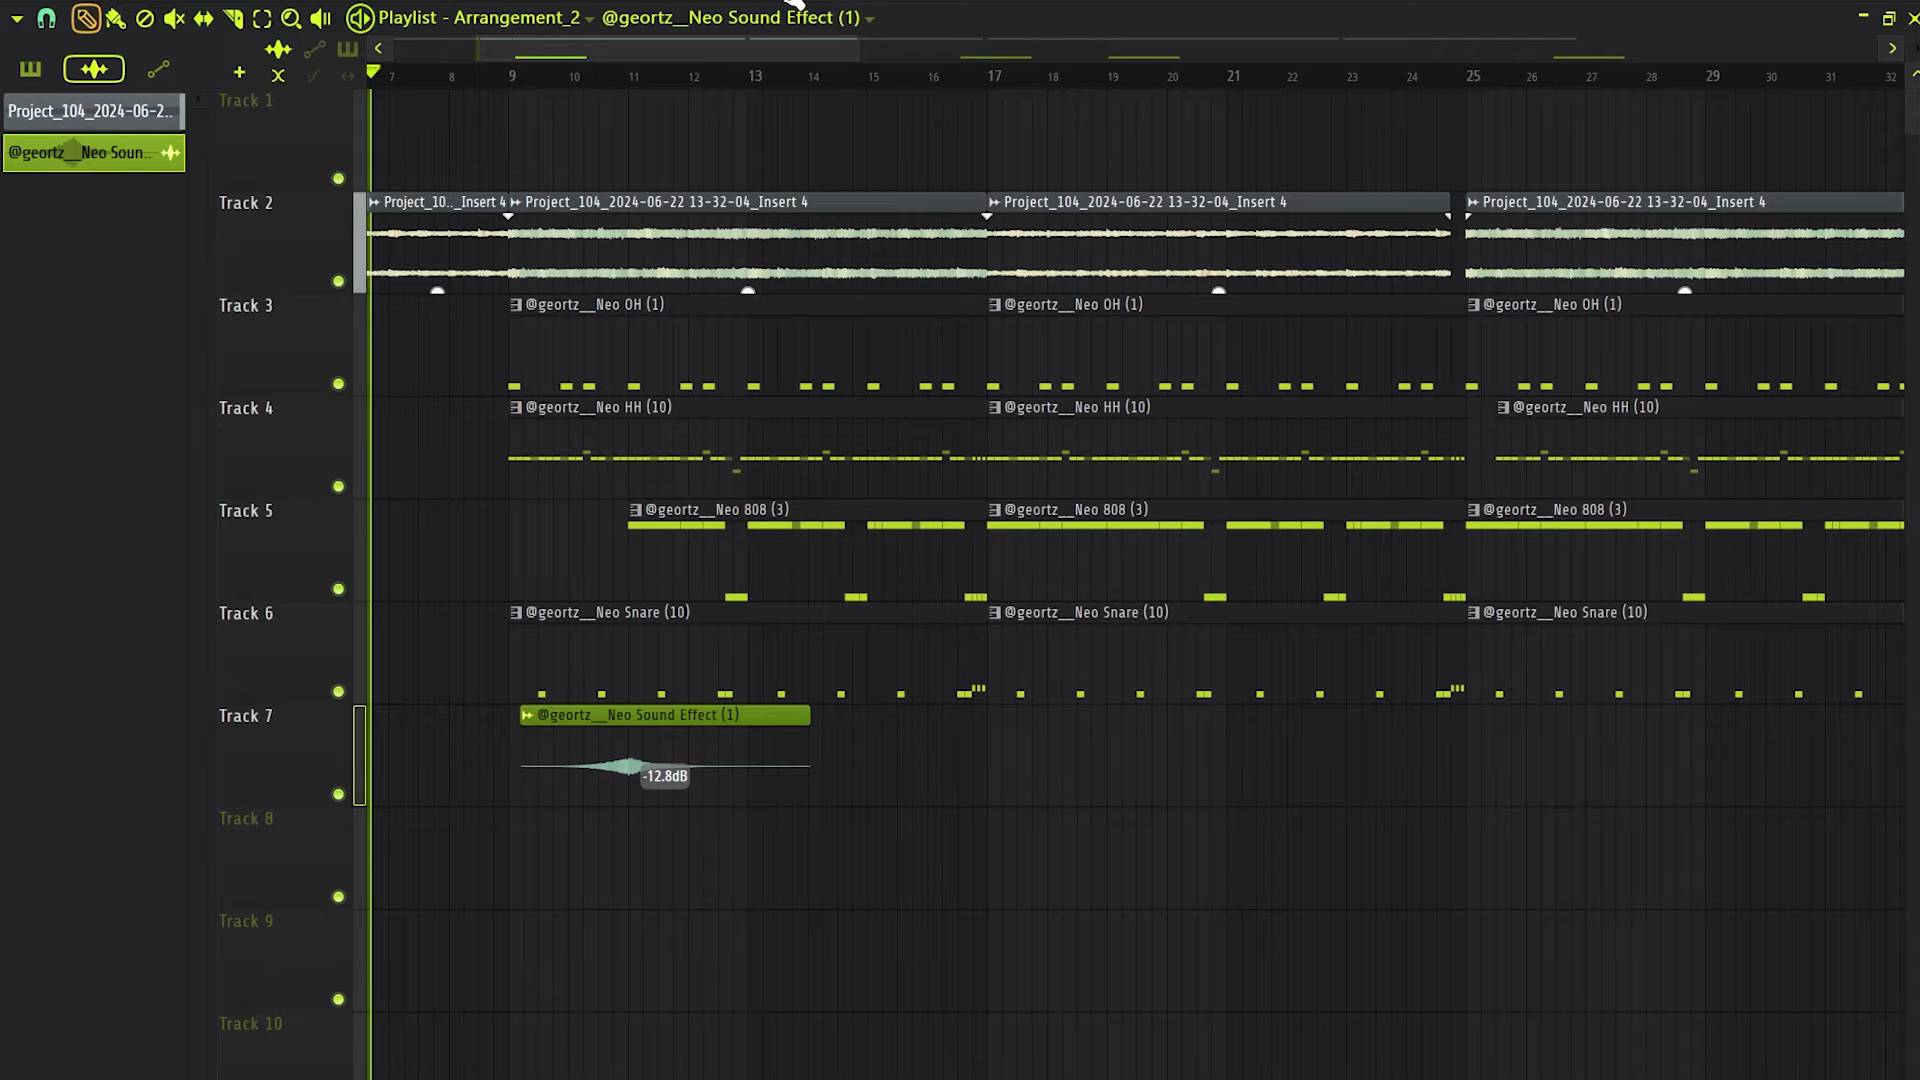 Playlist - Arrangement_2 @geortz__Neo Sound Effect (1)
7 8 9 10 11 12 13 14 15 16 17 18 19 20 21 22 23 24 25 26 27 28 29 30 31 32
Project_104_2024-06-2..
@geortz__Neo Soun..
Track 1
Track 2
Project_10.._Insert 4
Project_104_2024-06-22 13-32-04_Insert 4
Project_104_2024-06-22 13-32-04_Insert 4
Project_104_2024-06-22 13-32-04_Insert 4
Track 3
@geortz__Neo OH (1)
@geortz__Neo OH (1)
@geortz__Neo OH (1)
Track 4
@geortz__Neo HH (10)
@geortz__Neo HH (10)
@geortz__Neo HH (10)
Track 5
@geortz__Neo 808 (3)
@geortz__Neo 808 (3)
@geortz__Neo 808 (3)
Track 6
@geortz__Neo Snare (10)
@geortz__Neo Snare (10)
@geortz__Neo Snare (10)
Track 7
@geortz__Neo Sound Effect (1)
-12.8dB
Track 8
Track 9
Track 10